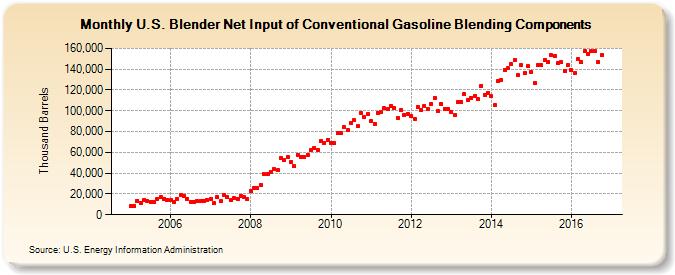 Monthly U.S. Blender Net Input of Conventional Gasoline Blending Components
Thousand Barrels
160,000
140,000
120,000
100,000
80,000
60,000
40,000
20,000
0
2006 2008 2010 2012 2014 2016
Source: U.S. Energy Information Administration